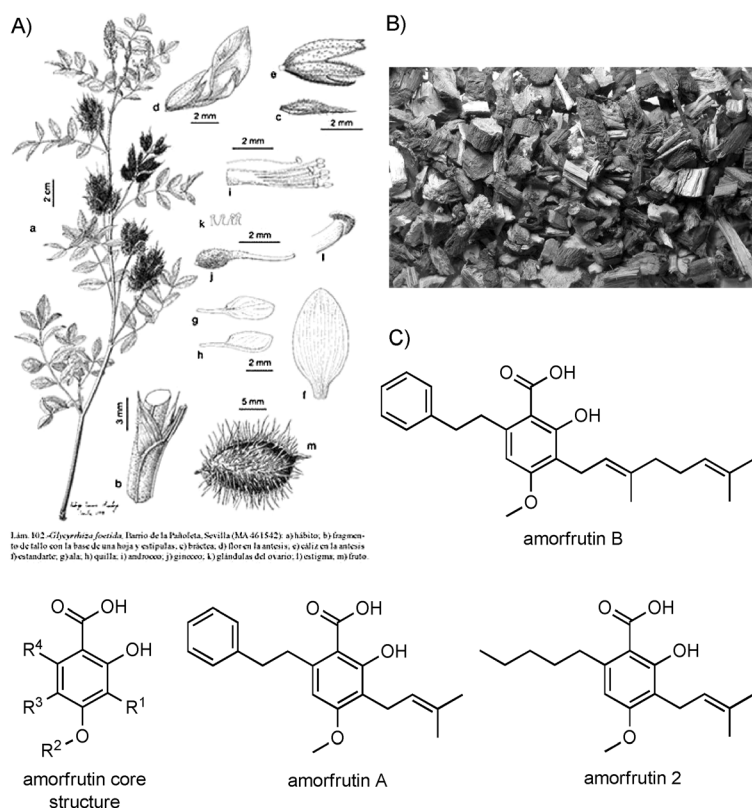 A)
B)
d
2 mm
e
c
2 mm
2 mm
i
2 cm
a
k
2 mm
l
j
g
h
2 mm
f
3 mm
b
5 mm
m
Lám. 102.-Glycyrrhiza foetida, Barrio de la Pañoleta, Sevilla (MA 461542): a) hábito; b) fragmen-
to de tallo con la base de una hoja y estípulas; c) bráctea; d) flor en la antesis; e) cáliz en la antesis
f) estandarte; g) ala; h) quilla; i) androceo; j) gineceo; k) glándulas del ovario; l) estigma; m) fruto.
C)
O OH
OH
O
amorfrutin B
O OH
R⁴ OH
R³ R¹
O
R²
amorfrutin core
structure
O OH
OH
O
amorfrutin A
O OH
OH
O
amorfrutin 2